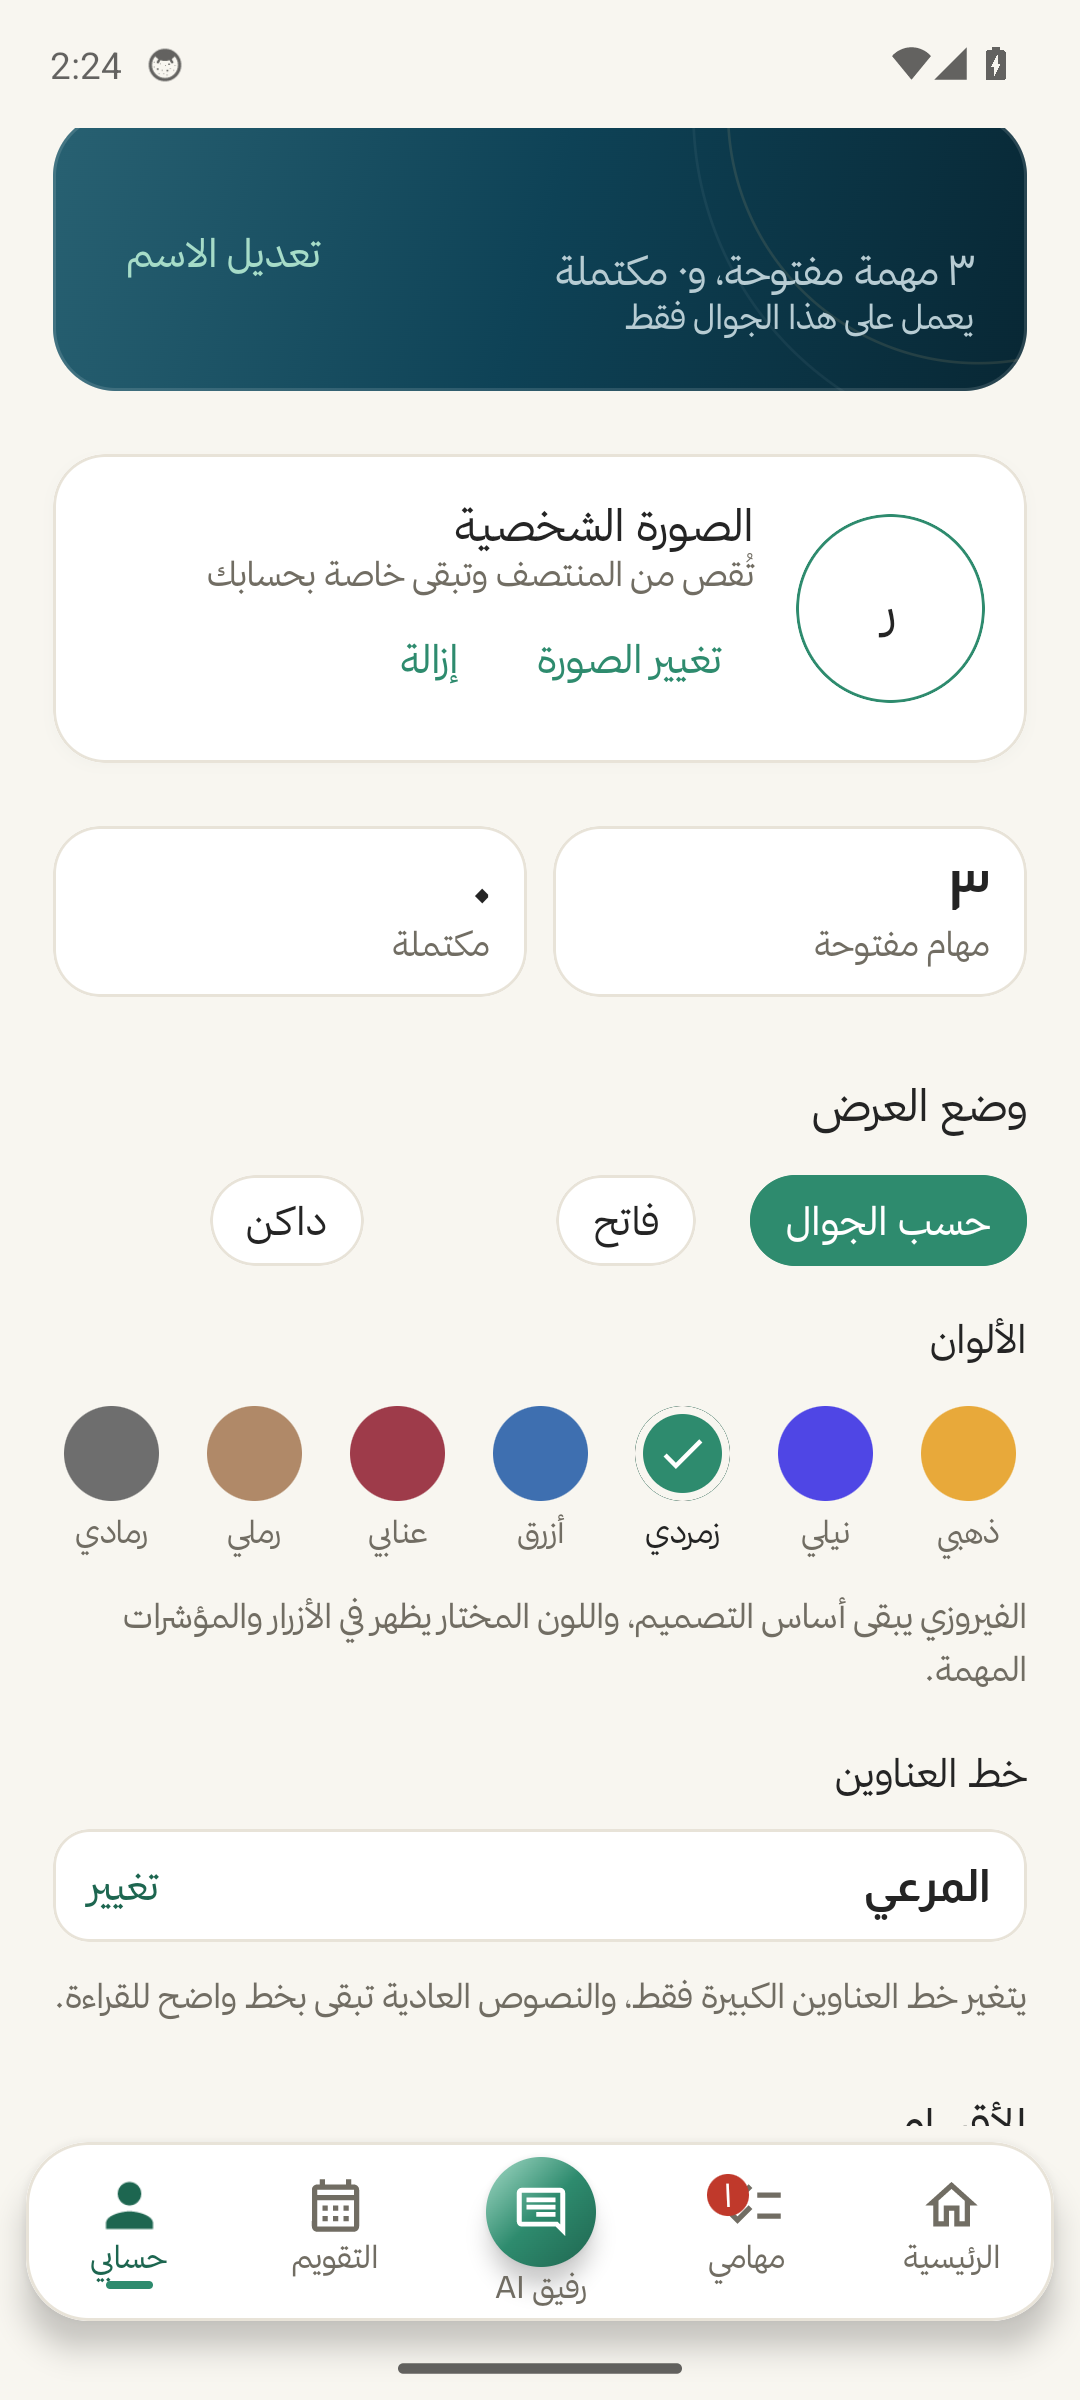 2:24
٣ مهمة مفتوحة، و٠ مكتملة
يعمل على هذا الجوال فقط
تعديل الاسم
الصورة الشخصية
تُقص من المنتصف وتبقى خاصة بحسابك
تغيير الصورة
إزالة
ر
٣
مهام مفتوحة
٠
مكتملة
وضع العرض
حسب الجوال
فاتح
داكن
الألوان
ذهبي
نيلي
زمردي
أزرق
عنابي
رملي
رمادي
الفيروزي يبقى أساس التصميم، واللون المختار يظهر في الأزرار والمؤشرات
المهمة.
خط العناوين
المرعي
تغيير
يتغير خط العناوين الكبيرة فقط، والنصوص العادية تبقى بخط واضح للقراءة.
الرئيسية
١
مهامي
رفيق AI
التقويم
حسابي